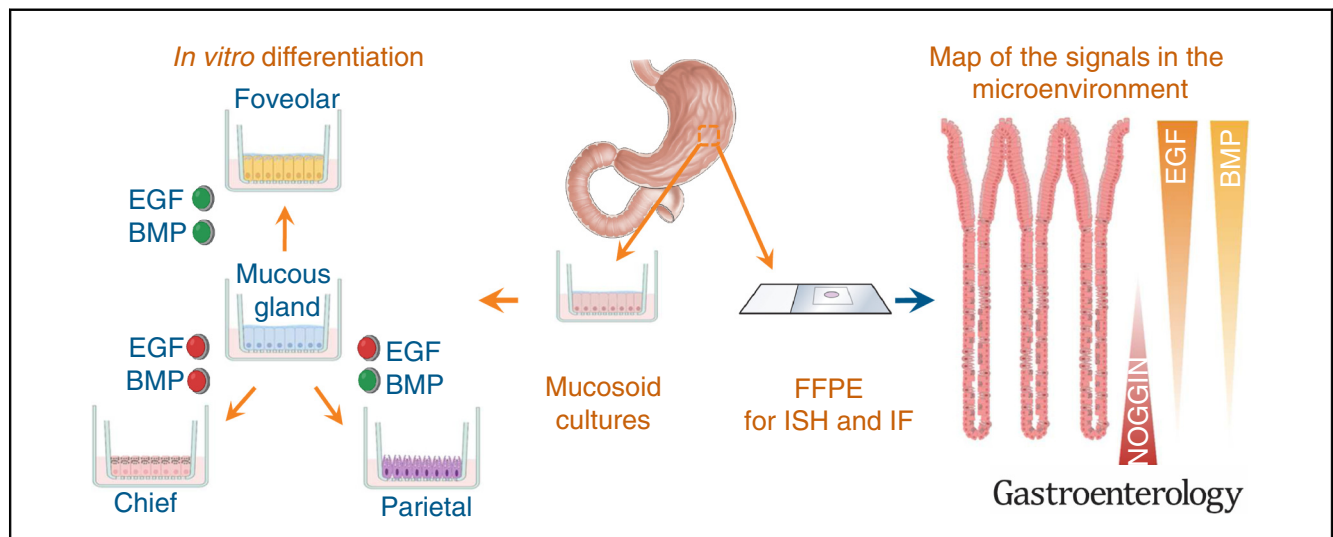 In vitro differentiation
Foveolar
EGF
BMP
Mucous
gland
EGF
BMP
EGF
BMP
Chief
Parietal
Mucosoid
cultures
FFPE
for ISH and IF
Map of the signals in the
microenvironment
EGF
BMP
NOGGIN
Gastroenterology